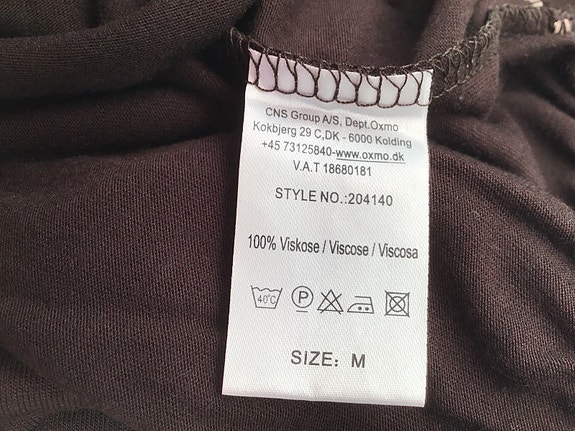 CNS Group A/S, Dept.Oxmo
Kokbjerg 29 C,DK - 6000 Kolding
+45 73125840-www.oxmo.dk
V.A.T 18680181
STYLE NO.:204140
100% Viskose / Viscose / Viscosa
40°C P
SIZE: M